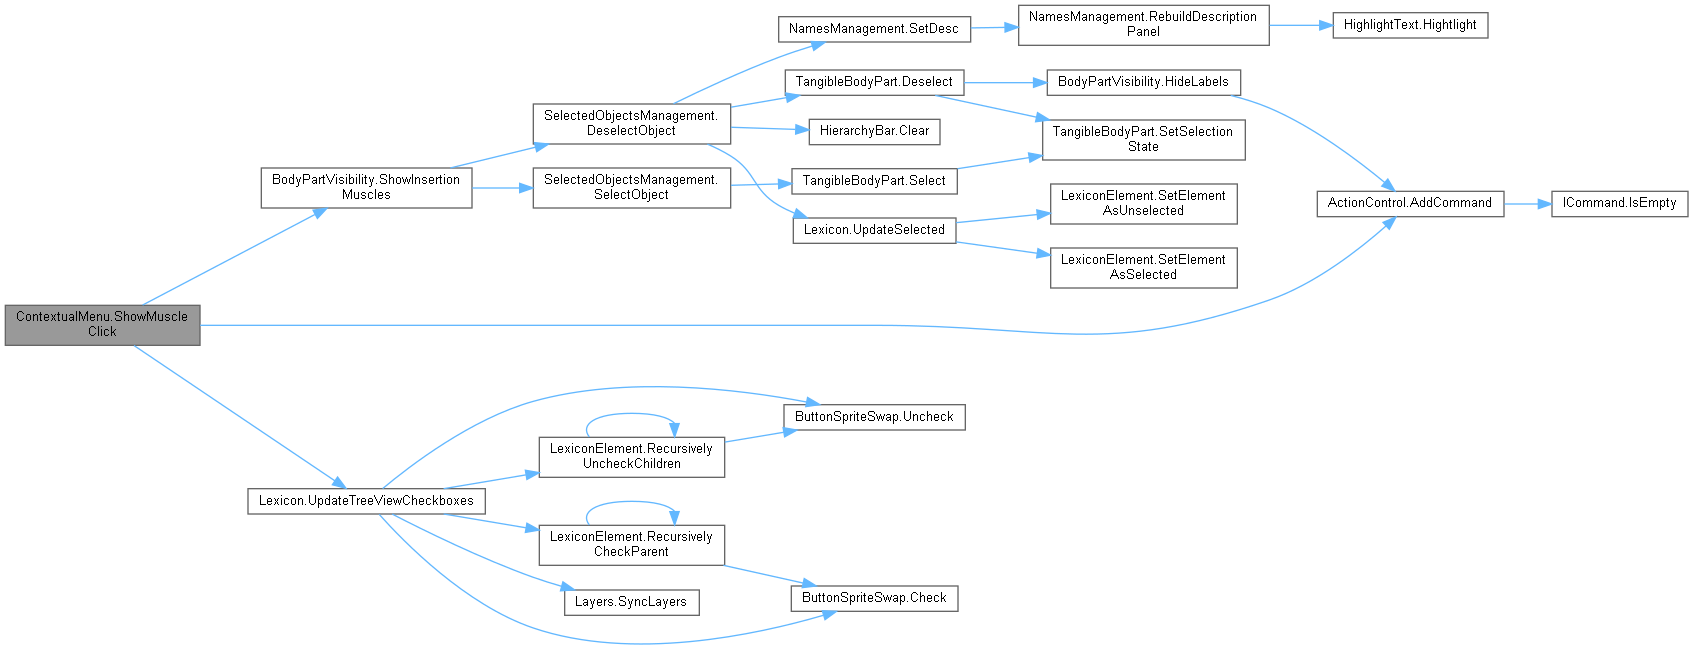 NamesManagement.SetDesc
NamesManagement.RebuildDescription
Panel
HighlightText.Hightlight
TangibleBodyPart.Deselect
BodyPartVisibility.HideLabels
SelectedObjectsManagement.
DeselectObject
HierarchyBar.Clear
TangibleBodyPart.SetSelection
State
BodyPartVisibility.ShowInsertion
Muscles
SelectedObjectsManagement.
SelectObject
TangibleBodyPart.Select
LexiconElement.SetElement
AsUnselected
ActionControl.AddCommand
ICommand.IsEmpty
Lexicon.UpdateSelected
LexiconElement.SetElement
AsSelected
ContextualMenu.ShowMuscle
Click
ButtonSpriteSwap.Uncheck
LexiconElement.Recursively
UncheckChildren
Lexicon.UpdateTreeViewCheckboxes
LexiconElement.Recursively
CheckParent
Layers.SyncLayers
ButtonSpriteSwap.Check